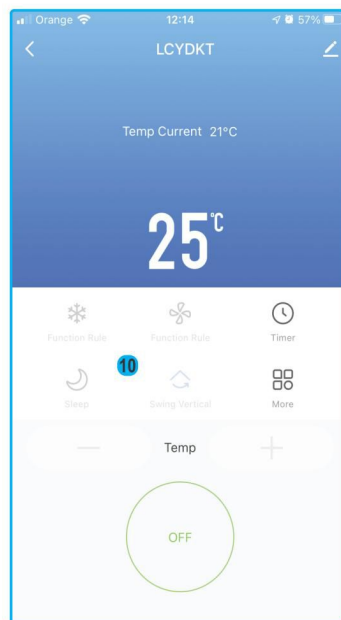 Orange 12:14 57%
LCYDKT
Temp Current 21°C
25°C
Function Rule Function Rule Timer
10
Sleep Swing Vertical More
— Temp +
OFF